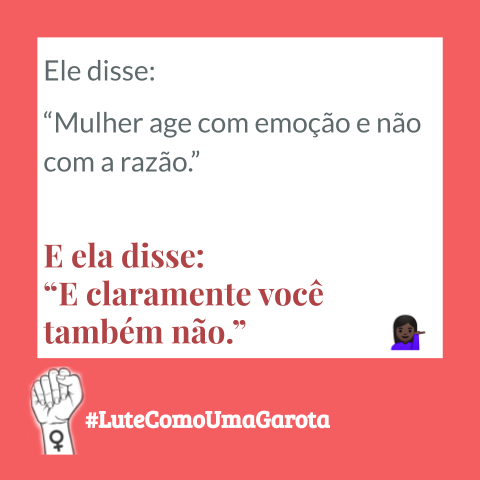 Ele disse:
“Mulher age com emoção e não
com a razão.”
E ela disse:
“E claramente você
também não.”
#LuteComoUmaGarota